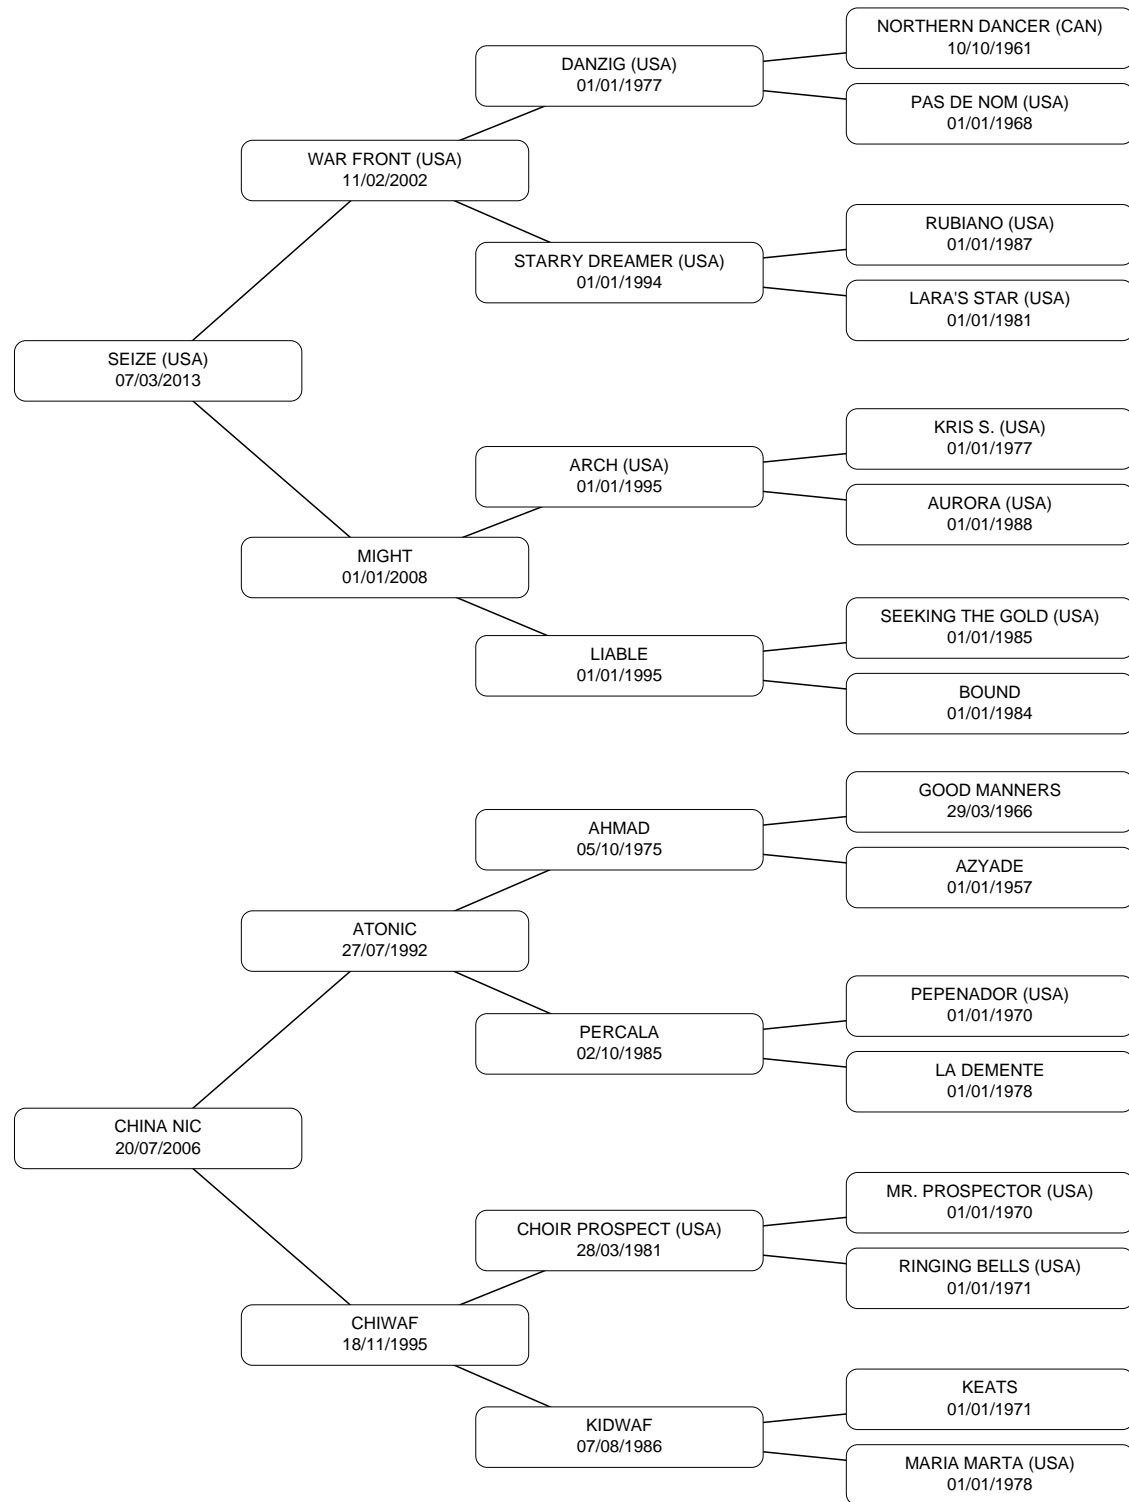 NORTHERN DANCER (CAN)
10/10/1961
DANZIG (USA)
01/01/1977
PAS DE NOM (USA)
01/01/1968
WAR FRONT (USA)
11/02/2002
RUBIANO (USA)
01/01/1987
STARRY DREAMER (USA)
01/01/1994
LARA'S STAR (USA)
01/01/1981
SEIZE (USA)
07/03/2013
KRIS S. (USA)
01/01/1977
ARCH (USA)
01/01/1995
AURORA (USA)
01/01/1988
MIGHT
01/01/2008
SEEKING THE GOLD (USA)
01/01/1985
LIABLE
01/01/1995
BOUND
01/01/1984
GOOD MANNERS
29/03/1966
AHMAD
05/10/1975
AZYADE
01/01/1957
ATONIC
27/07/1992
PEPENADOR (USA)
01/01/1970
PERCALA
02/10/1985
LA DEMENTE
01/01/1978
CHINA NIC
20/07/2006
MR. PROSPECTOR (USA)
01/01/1970
CHOIR PROSPECT (USA)
28/03/1981
RINGING BELLS (USA)
01/01/1971
CHIWAF
18/11/1995
KEATS
01/01/1971
KIDWAF
07/08/1986
MARIA MARTA (USA)
01/01/1978